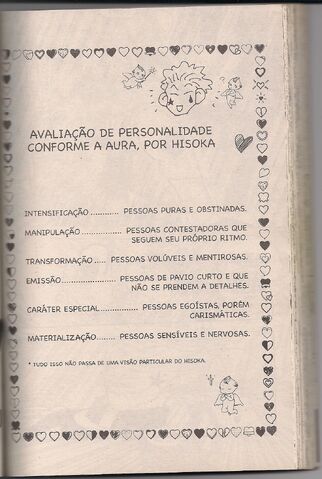 AVALIAÇÃO DE PERSONALIDADE
CONFORME A AURA, POR HISOKA
INTENSIFICAÇÃO ............ PESSOAS PURAS E OBSTINADAS.
MANIPULAÇÃO ............... PESSOAS CONTESTADORAS QUE
SEGUEM SEU PRÓPRIO RITMO.
TRANSFORMAÇÃO ..... PESSOAS VOLÚVEIS E MENTIROSAS.
EMISSÃO ..................... PESSOAS DE PAVIO CURTO E QUE
NÃO SE PRENDEM A DETALHES.
CARÁTER ESPECIAL ............. PESSOAS EGOÍSTAS, PORÉM
CARISMÁTICAS.
MATERIALIZAÇÃO ....... PESSOAS SENSÍVEIS E NERVOSAS.
* TUDO ISSO NÃO PASSA DE UMA VISÃO PARTICULAR DO HISOKA.